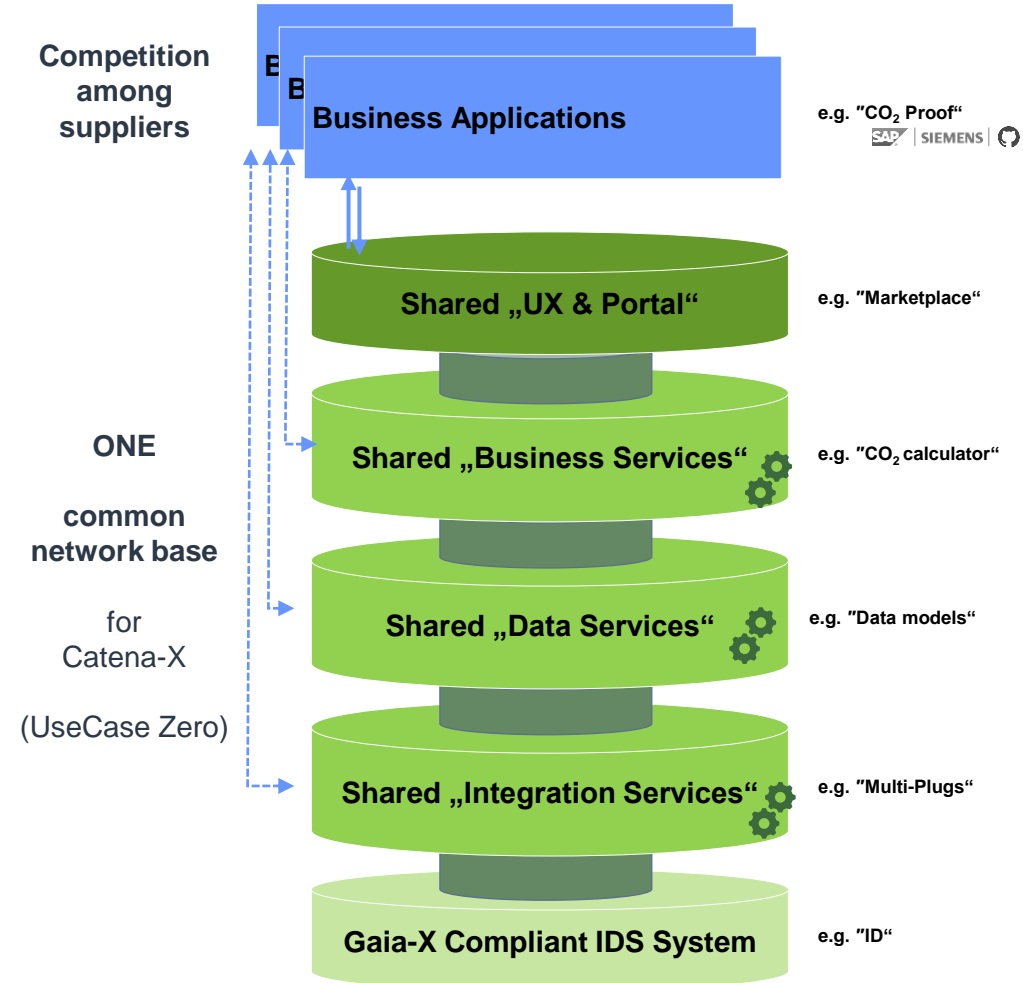 Competition
among
suppliers
B
B
Business Applications
e.g. "CO₂ Proof“
SAP | SIEMENS |
Shared „UX & Portal“
e.g. "Marketplace“
ONE
common
network base
for
Catena-X
(UseCase Zero)
Shared „Business Services“
e.g. "CO₂ calculator“
Shared „Data Services“
e.g. "Data models“
Shared „Integration Services“
e.g. "Multi-Plugs“
Gaia-X Compliant IDS System
e.g. "ID“